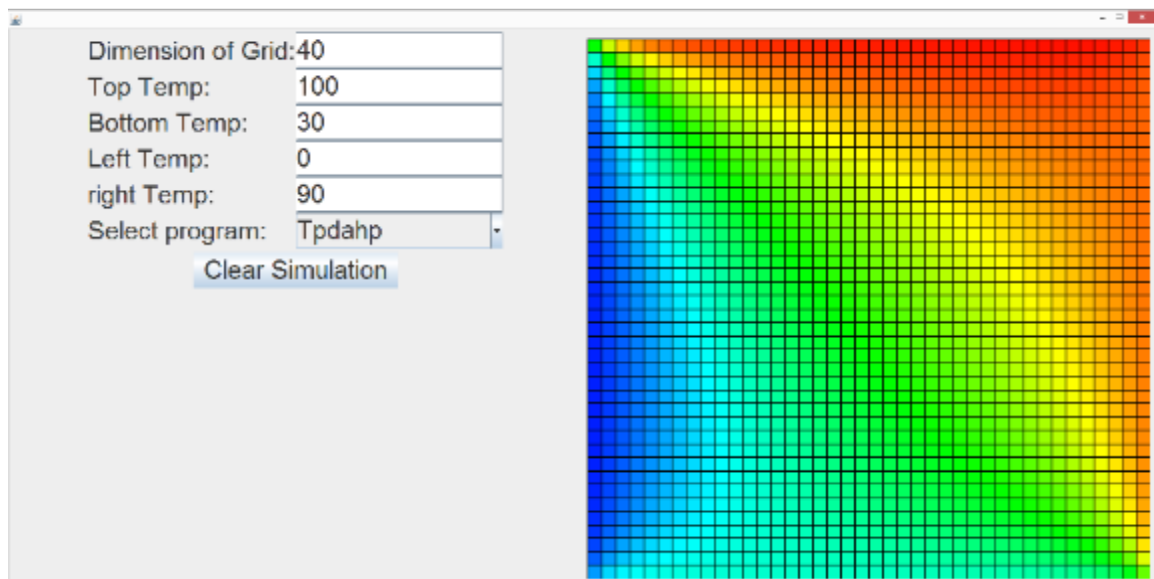 Dimension of Grid:40
Top Temp: 100
Bottom Temp: 30
Left Temp: 0
right Temp: 90
Select program: Tpdahp
Clear Simulation